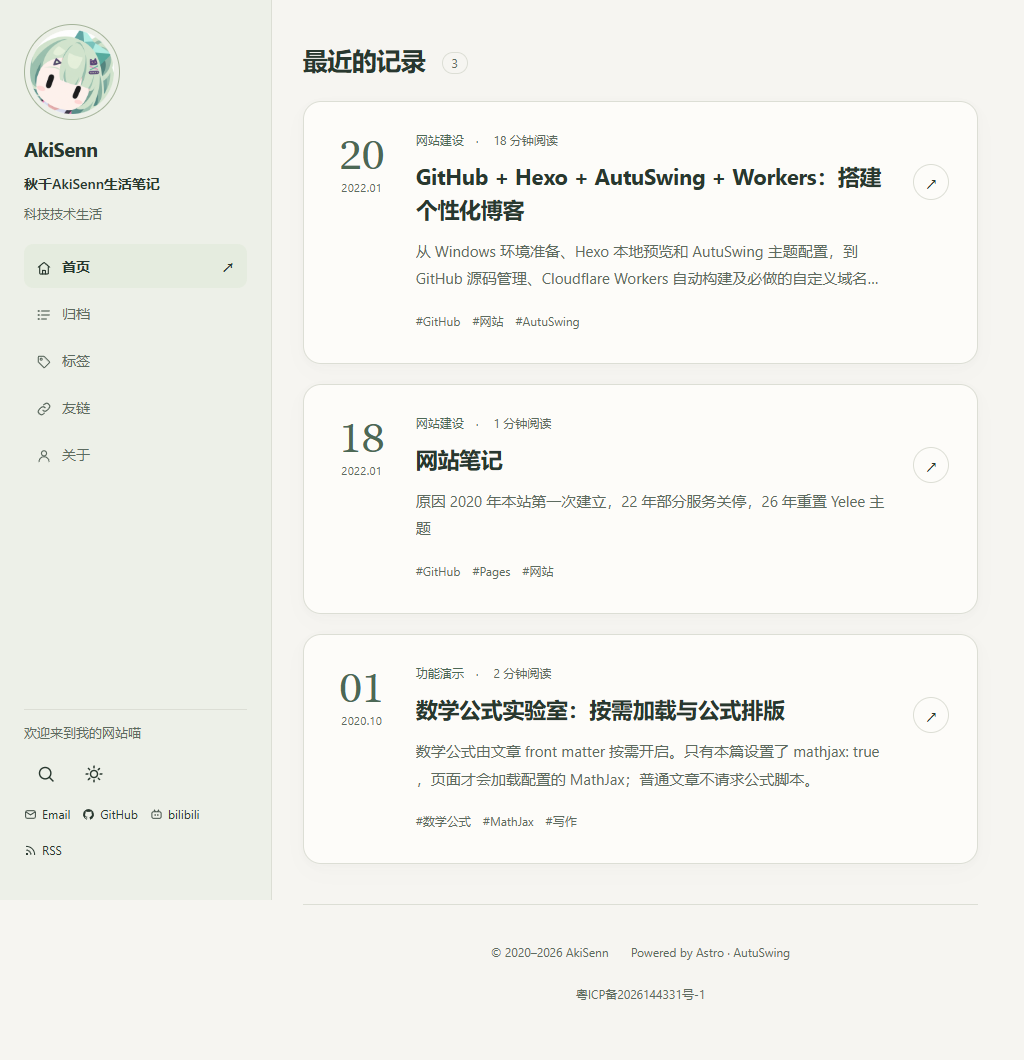 AkiSenn
秋千AkiSenn生活笔记
科技技术生活
首页
归档
标签
友链
关于
欢迎来到我的网站喵
Email GitHub bilibili
RSS
最近的记录 3
20
2022.01
网站建设 · 18 分钟阅读
GitHub + Hexo + AutuSwing + Workers：搭建
个性化博客
从 Windows 环境准备、Hexo 本地预览和 AutuSwing 主题配置，到
GitHub 源码管理、Cloudflare Workers 自动构建及必做的自定义域名...
#GitHub #网站 #AutuSwing
18
2022.01
网站建设 · 1 分钟阅读
网站笔记
原因 2020 年本站第一次建立，22 年部分服务关停，26 年重置 Yelee 主
题
#GitHub #Pages #网站
01
2020.10
功能演示 · 2 分钟阅读
数学公式实验室：按需加载与公式排版
数学公式由文章 front matter 按需开启。只有本篇设置了 mathjax: true
，页面才会加载配置的 MathJax；普通文章不请求公式脚本。
#数学公式 #MathJax #写作
© 2020–2026 AkiSenn Powered by Astro · AutuSwing
粤ICP备2026144331号-1